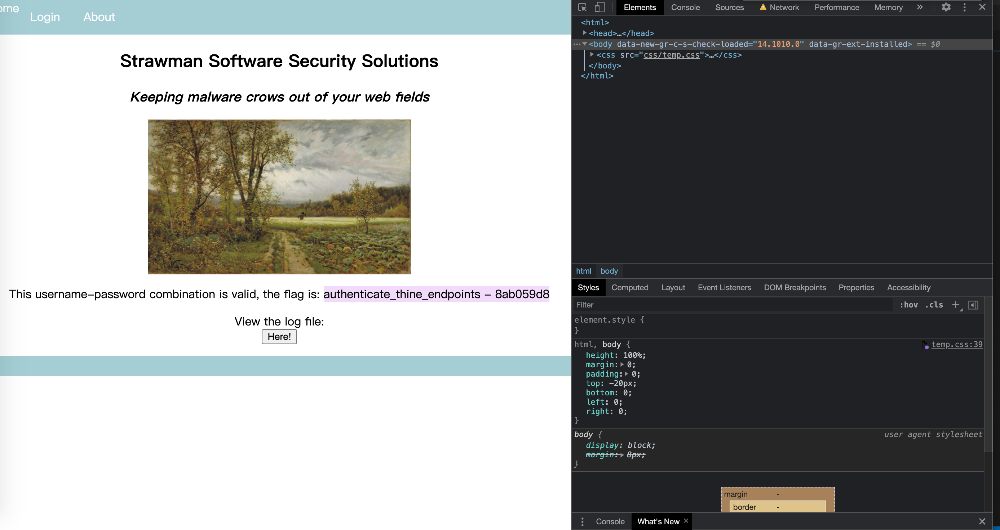 ome
Login About
Strawman Software Security Solutions
Keeping malware crows out of your web fields
This username-password combination is valid, the flag is: authenticate_thine_endpoints - 8ab059d8
View the log file:
Here!
Elements Console Sources Network Performance Memory »
<html>
<head>…</head>
<body data-new-gr-c-s-check-loaded="14.1010.0" data-gr-ext-installed> == $0
<css src="css/temp.css">…</css>
</body>
</html>
html body
Styles Computed Layout Event Listeners DOM Breakpoints Properties Accessibility
Filter :hov .cls +
element.style {
}
html, body { temp.css:39
height: 100%;
margin: 0;
padding: 0;
top: -20px;
bottom: 0;
left: 0;
right: 0;
}
body { user agent stylesheet
display: block;
margin: 8px;
}
margin -
border -
Console What's New ×